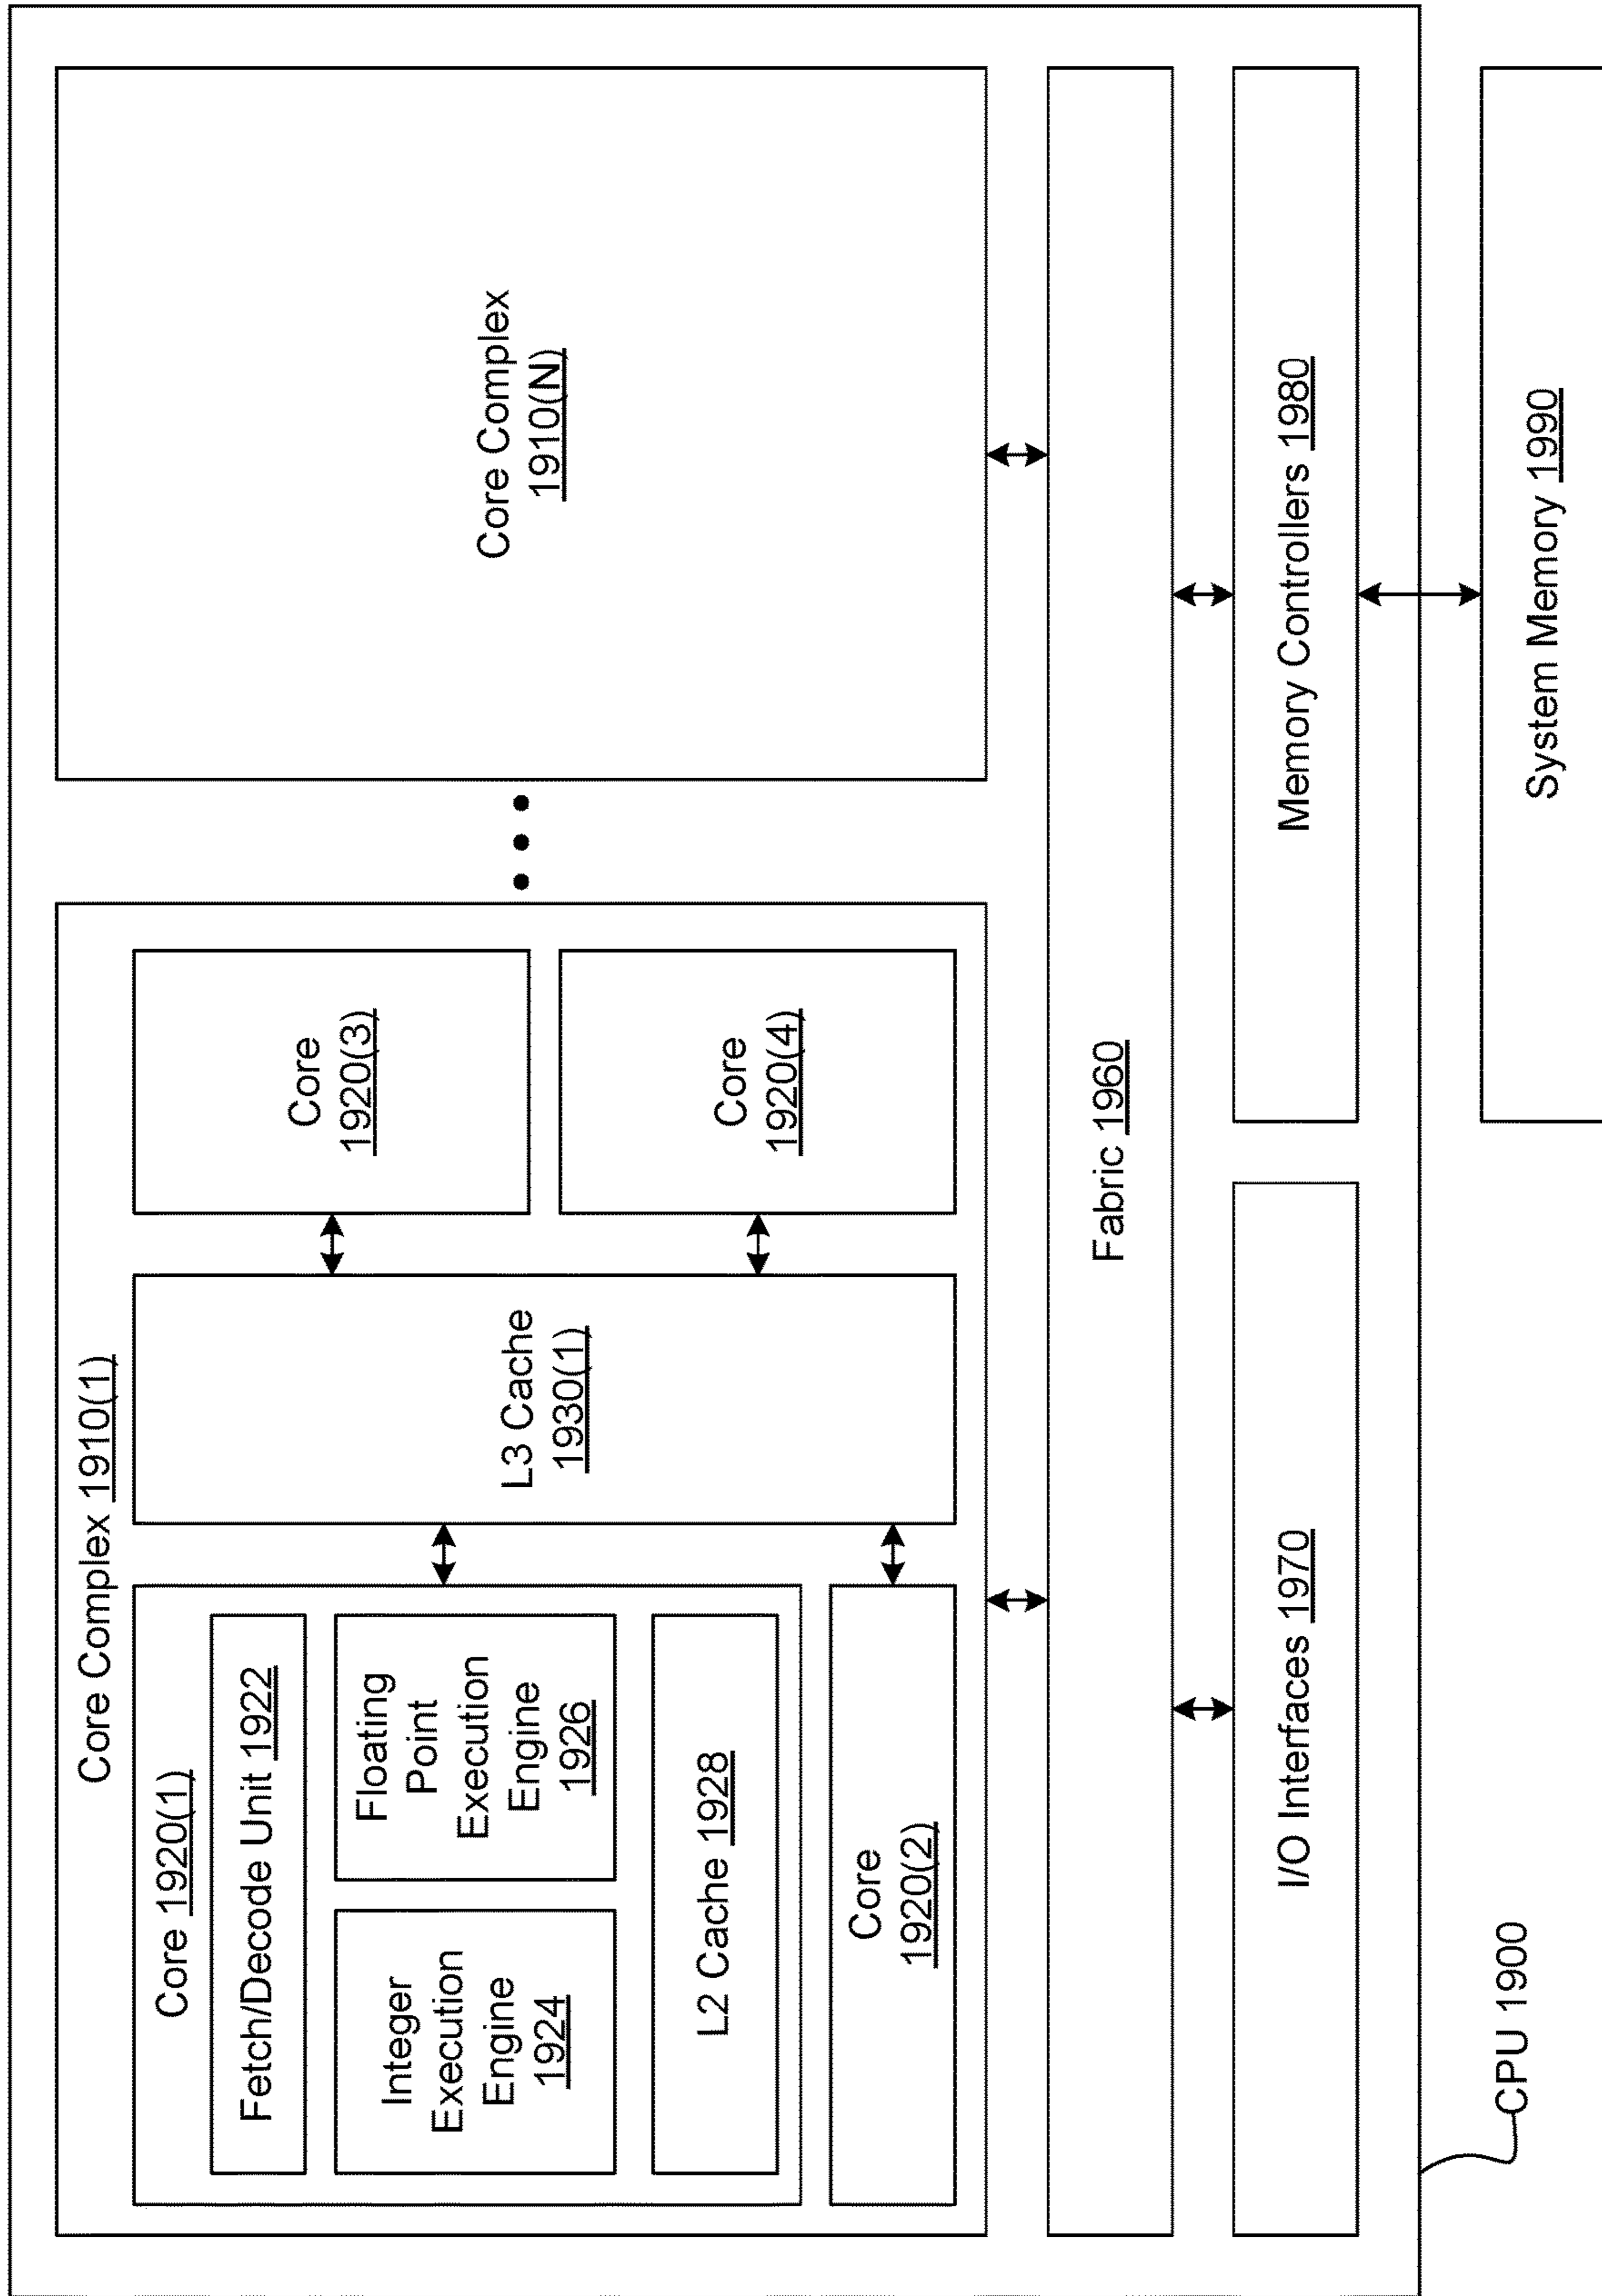 Core Complex 1910(1)
Core 1920(1)
Fetch/Decode Unit 1922
Integer
Execution
Engine
1924
Floating
Point
Execution
Engine
1926
L2 Cache 1928
Core
1920(2)
L3 Cache
1930(1)
Core
1920(3)
Core
1920(4)
Core Complex
1910(N)
Fabric 1960
I/O Interfaces 1970
Memory Controllers 1980
CPU 1900
System Memory 1990